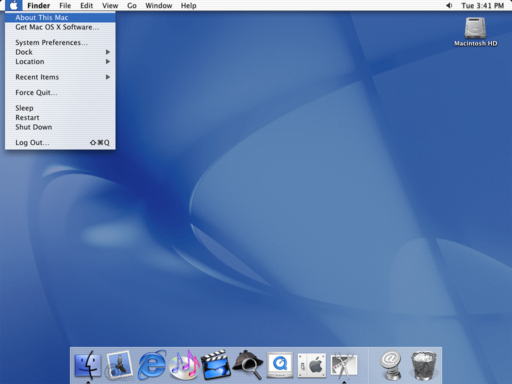 Finder File Edit View Go Window Help Tue 3:41 PM
About This Mac
Get Mac OS X Software...
System Preferences...
Dock
Location
Recent Items
Force Quit...
Sleep
Restart
Shut Down
Log Out... ⇧⌘Q
Macintosh HD